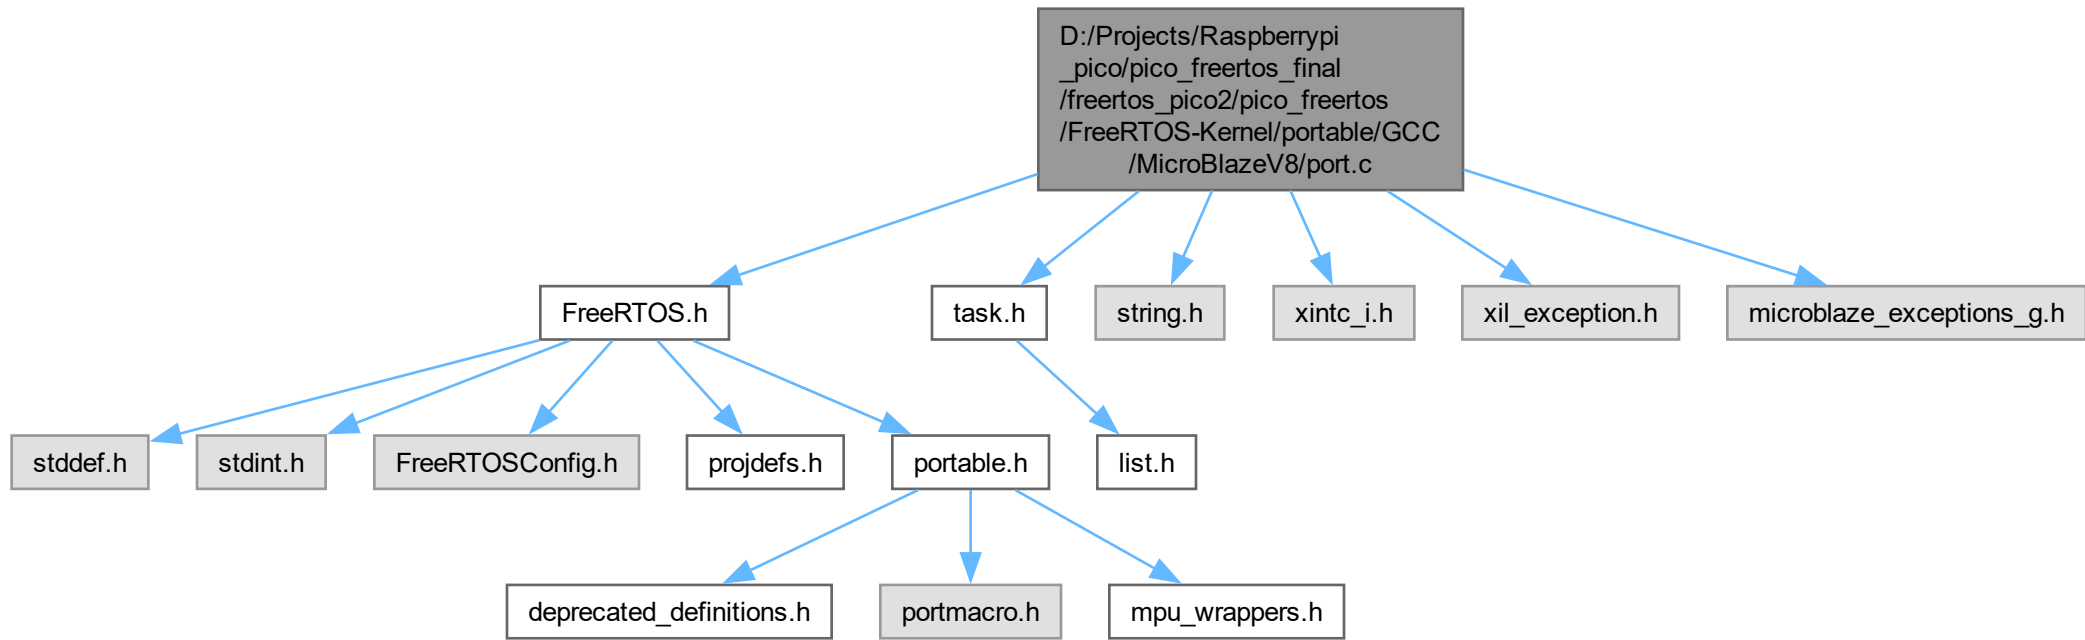 D:/Projects/Raspberrypi
_pico/pico_freertos_final
/freertos_pico2/pico_freertos
/FreeRTOS-Kernel/portable/GCC
/MicroBlazeV8/port.c
FreeRTOS.h
task.h
string.h
xintc_i.h
xil_exception.h
microblaze_exceptions_g.h
stddef.h
stdint.h
FreeRTOSConfig.h
projdefs.h
portable.h
list.h
deprecated_definitions.h
portmacro.h
mpu_wrappers.h